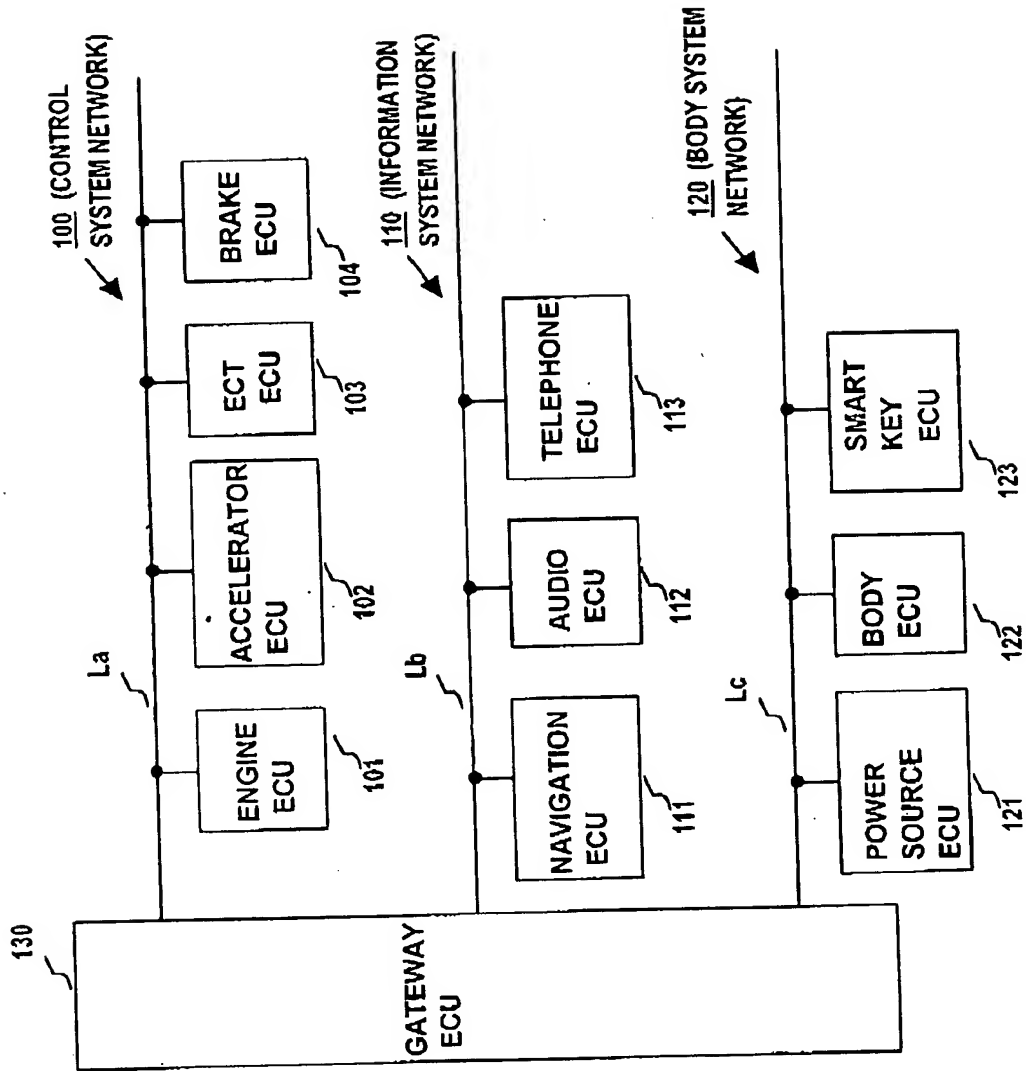 130
GATEWAY
ECU
La
100 (CONTROL
SYSTEM NETWORK)
ENGINE
ECU
101
ACCELERATOR
ECU
102
ECT
ECU
103
BRAKE
ECU
104
Lb
110 (INFORMATION
SYSTEM NETWORK)
NAVIGATION
ECU
111
AUDIO
ECU
112
TELEPHONE
ECU
113
Lc
120 (BODY SYSTEM
NETWORK)
POWER
SOURCE
ECU
121
BODY
ECU
122
SMART
KEY
ECU
123